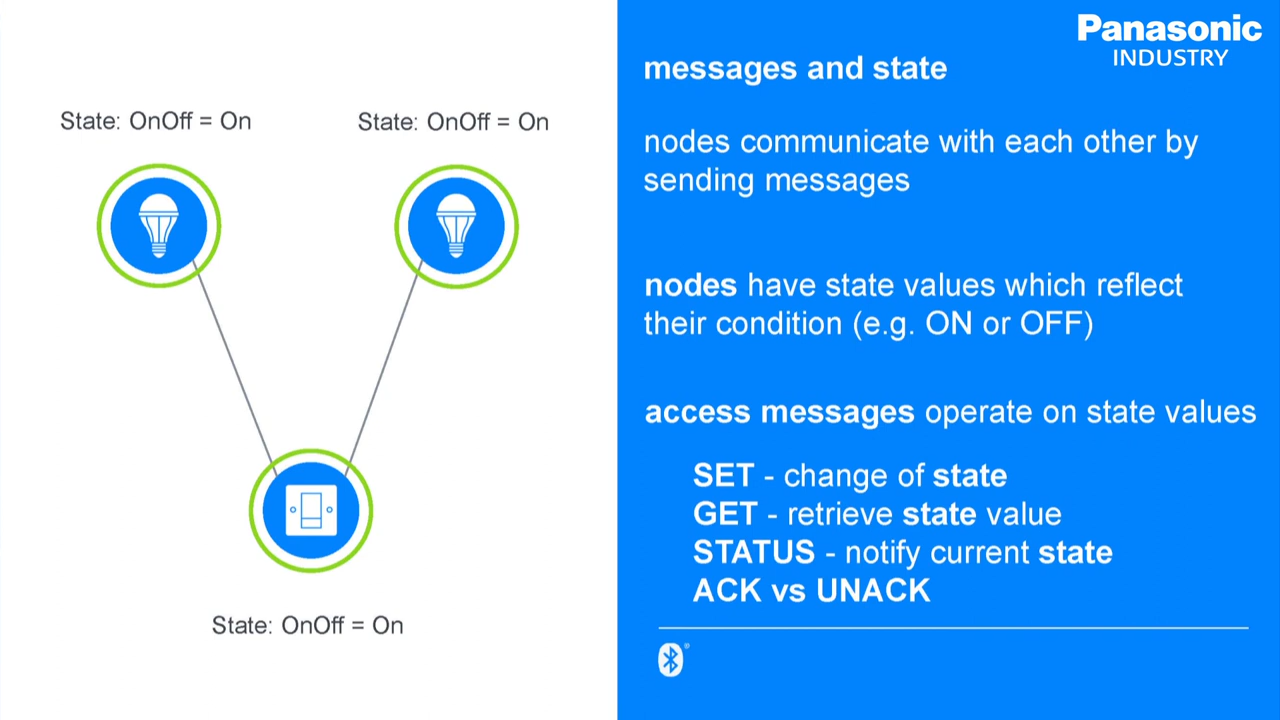 Panasonic
INDUSTRY
messages and state
State: OnOff = On
State: OnOff = On
nodes communicate with each other by
sending messages
nodes have state values which reflect
their condition (e.g. ON or OFF)
access messages operate on state values
SET - change of state
GET - retrieve state value
STATUS - notify current state
ACK vs UNACK
State: OnOff = On